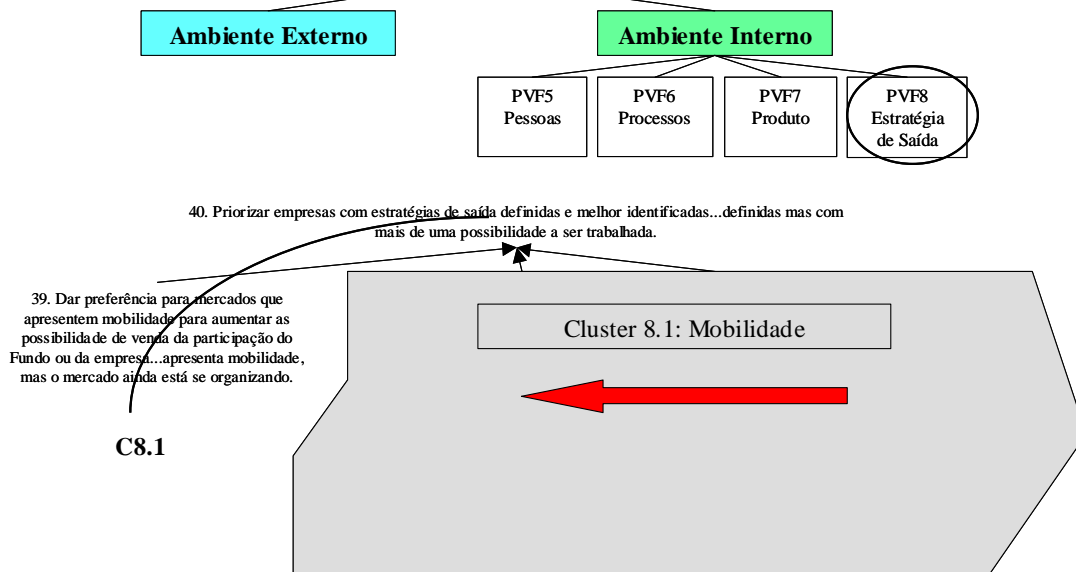 Ambiente Externo
Ambiente Interno
PVF5
Pessoas
PVF6
Processos
PVF7
Produto
PVF8
Estratégia
de Saída
40. Priorizar empresas com estratégias de saída definidas e melhor identificadas...definidas mas com
mais de uma possibilidade a ser trabalhada.
39. Dar preferência para mercados que
apresentem mobilidade para aumentar as
possibilidade de venda da participação do
Fundo ou da empresa...apresenta mobilidade,
mas o mercado ainda está se organizando.
Cluster 8.1: Mobilidade
C8.1